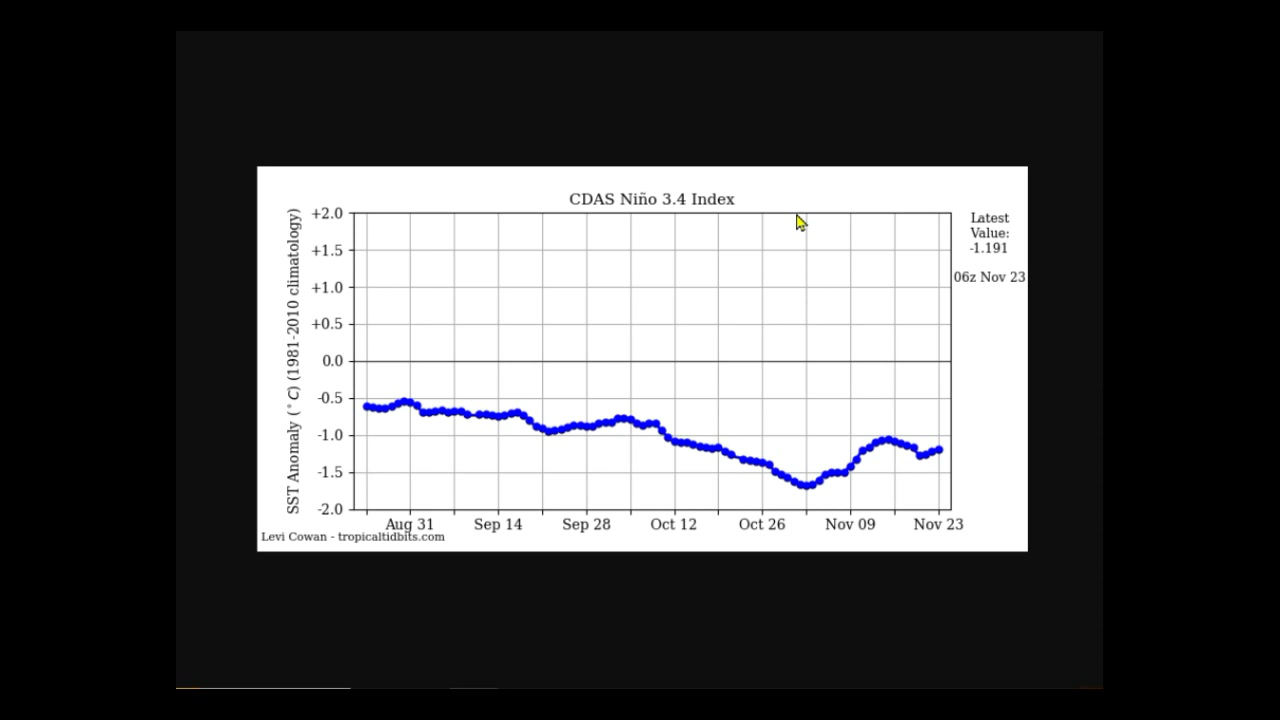 CDAS Niño 3.4 Index
SST Anomaly (°C) (1981-2010 climatology)
+2.0
+1.5
+1.0
+0.5
0.0
-0.5
-1.0
-1.5
-2.0
Aug 31 Sep 14 Sep 28 Oct 12 Oct 26 Nov 09 Nov 23
Latest
Value:
-1.191
06z Nov 23
Levi Cowan - tropicaltidbits.com